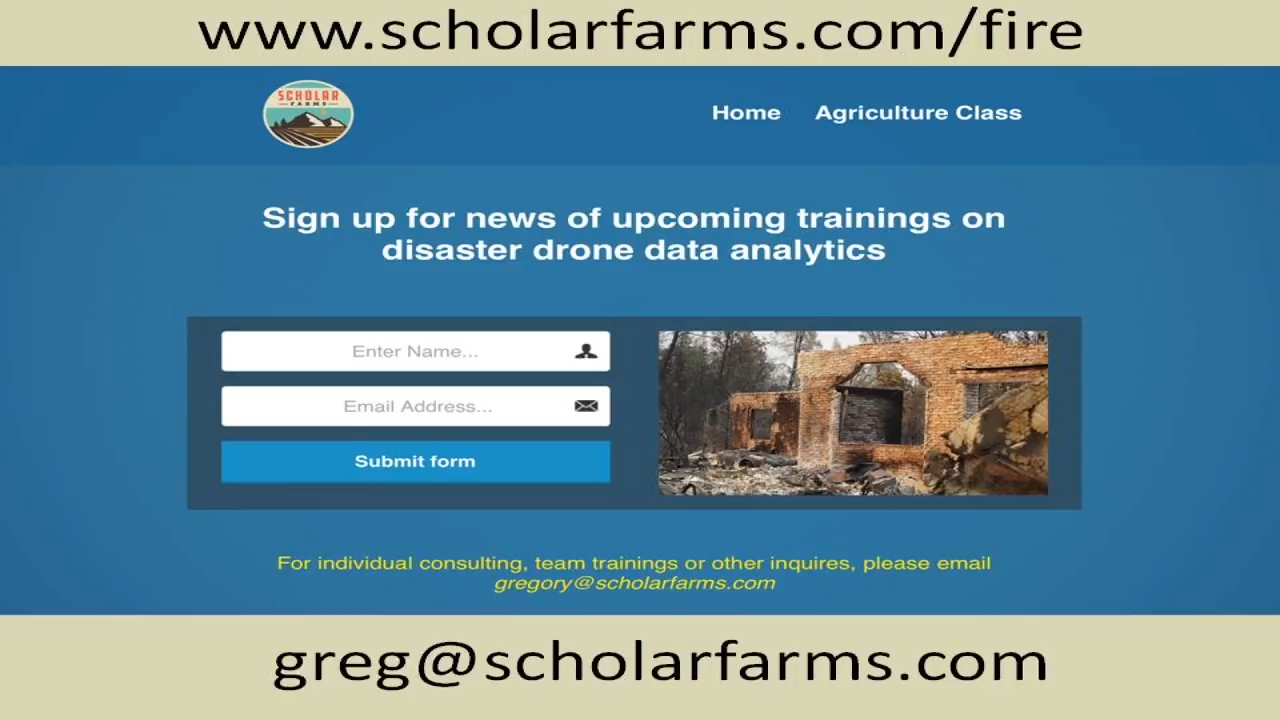 www.scholarfarms.com/fire
SCHOLAR
FARMS
Home Agriculture Class
Sign up for news of upcoming trainings on
disaster drone data analytics
Enter Name...
Email Address...
Submit form
For individual consulting, team trainings or other inquires, please email
gregory@scholarfarms.com
greg@scholarfarms.com